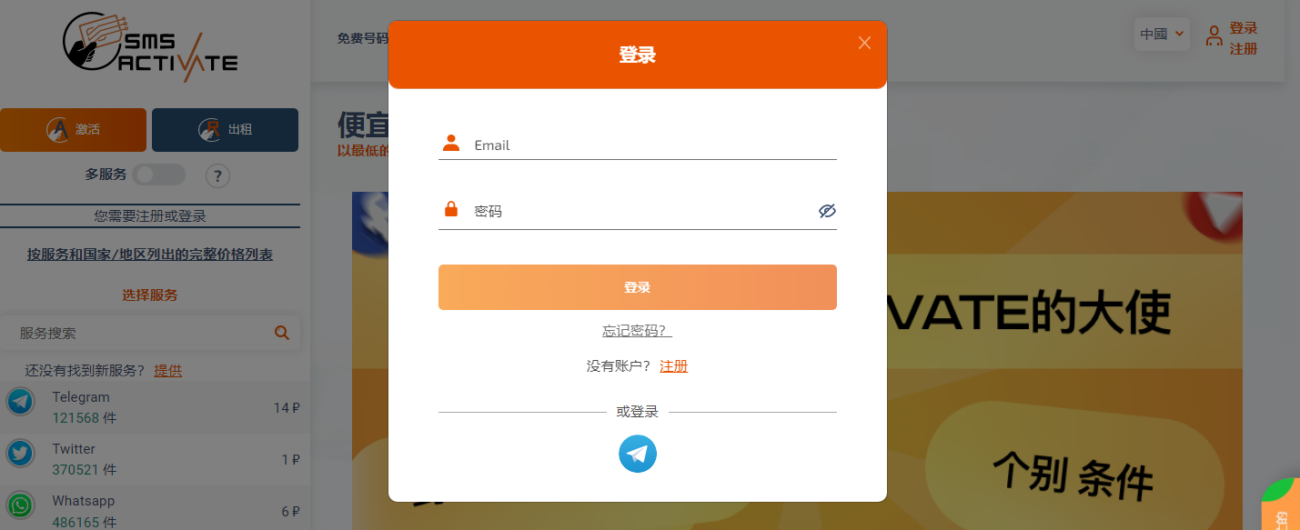 SMS
ACTIVATE
激活
出租
多服务
?
您需要注册或登录
按服务和国家/地区列出的完整价格列表
选择服务
服务搜索
还没有找到新服务? 提供
Telegram
121568 件
14 ₽
Twitter
370521 件
1 ₽
Whatsapp
486165 件
6 ₽
免费号码
中國
登录
注册
便宜
以最低的
VATE的大使
个别 条件
登录
Email
密码
登录
忘记密码?
没有账户? 注册
或登录